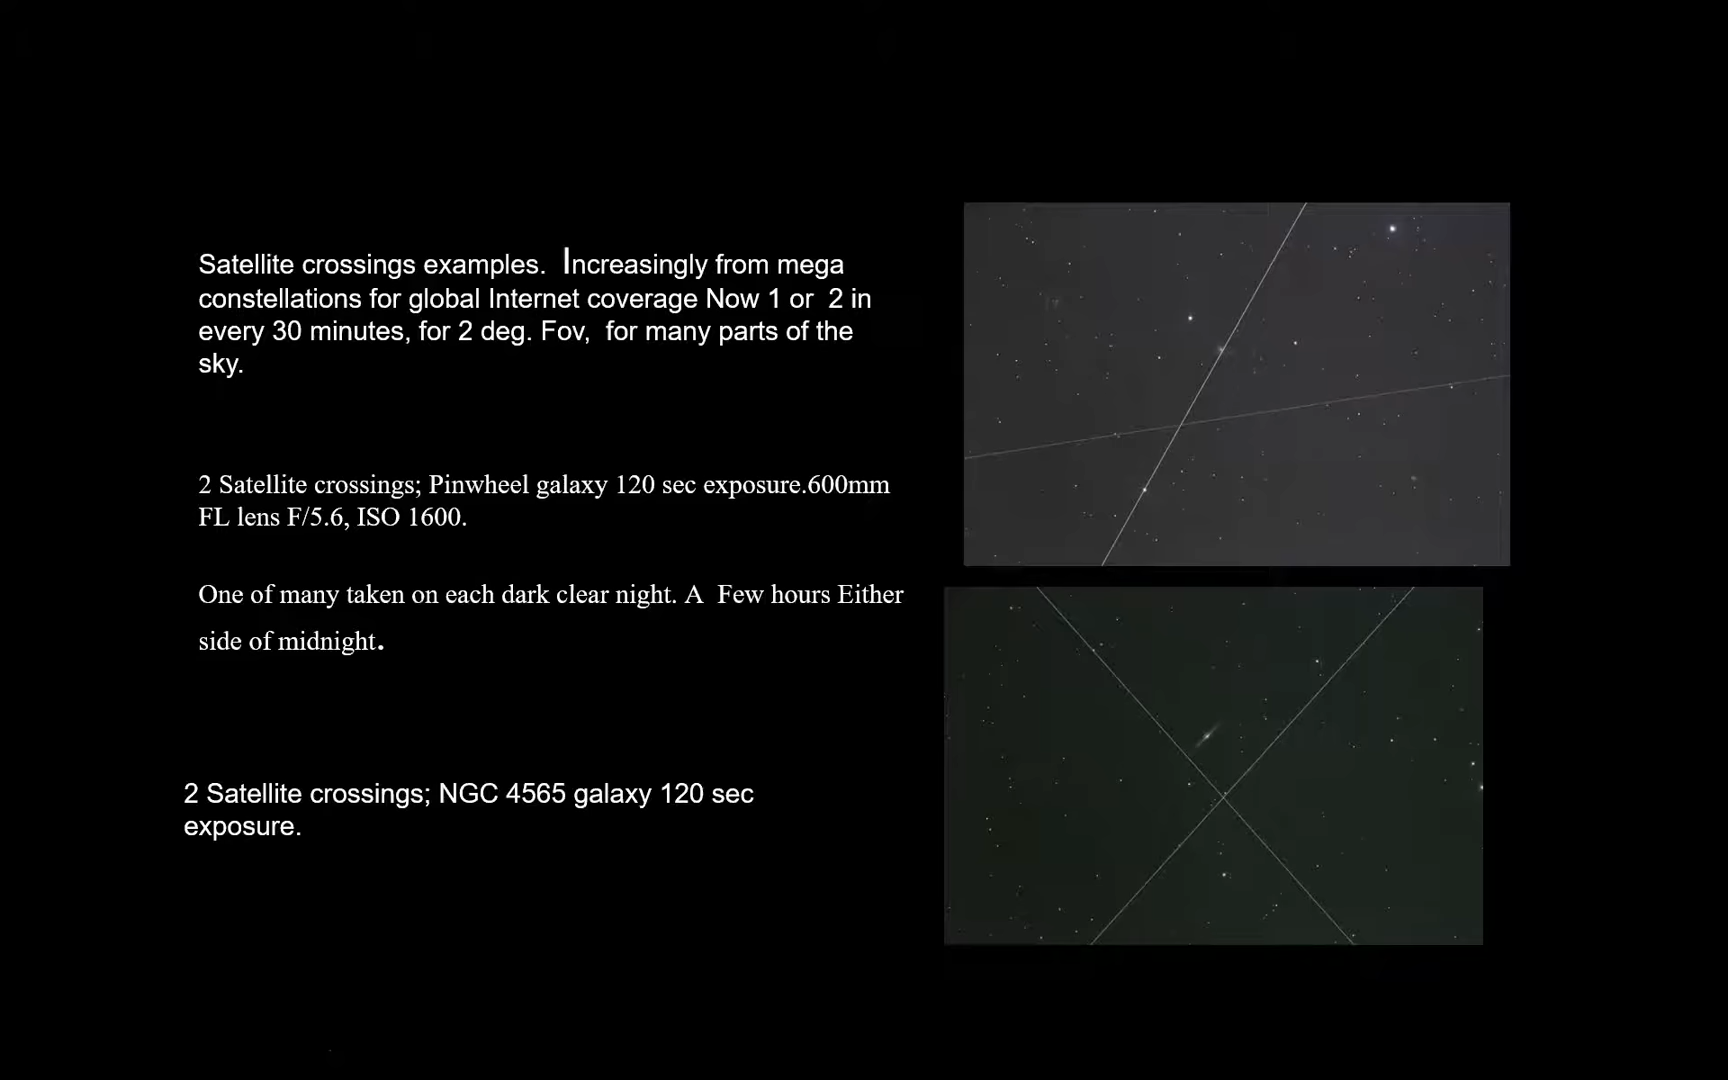 Satellite crossings examples.  Increasingly from mega
constellations for global Internet coverage Now 1 or  2 in
every 30 minutes, for 2 deg. Fov,  for many parts of the
sky.
2 Satellite crossings; Pinwheel galaxy 120 sec exposure.600mm
FL lens F/5.6, ISO 1600.
One of many taken on each dark clear night. A  Few hours Either
side of midnight.
2 Satellite crossings; NGC 4565 galaxy 120 sec
exposure.